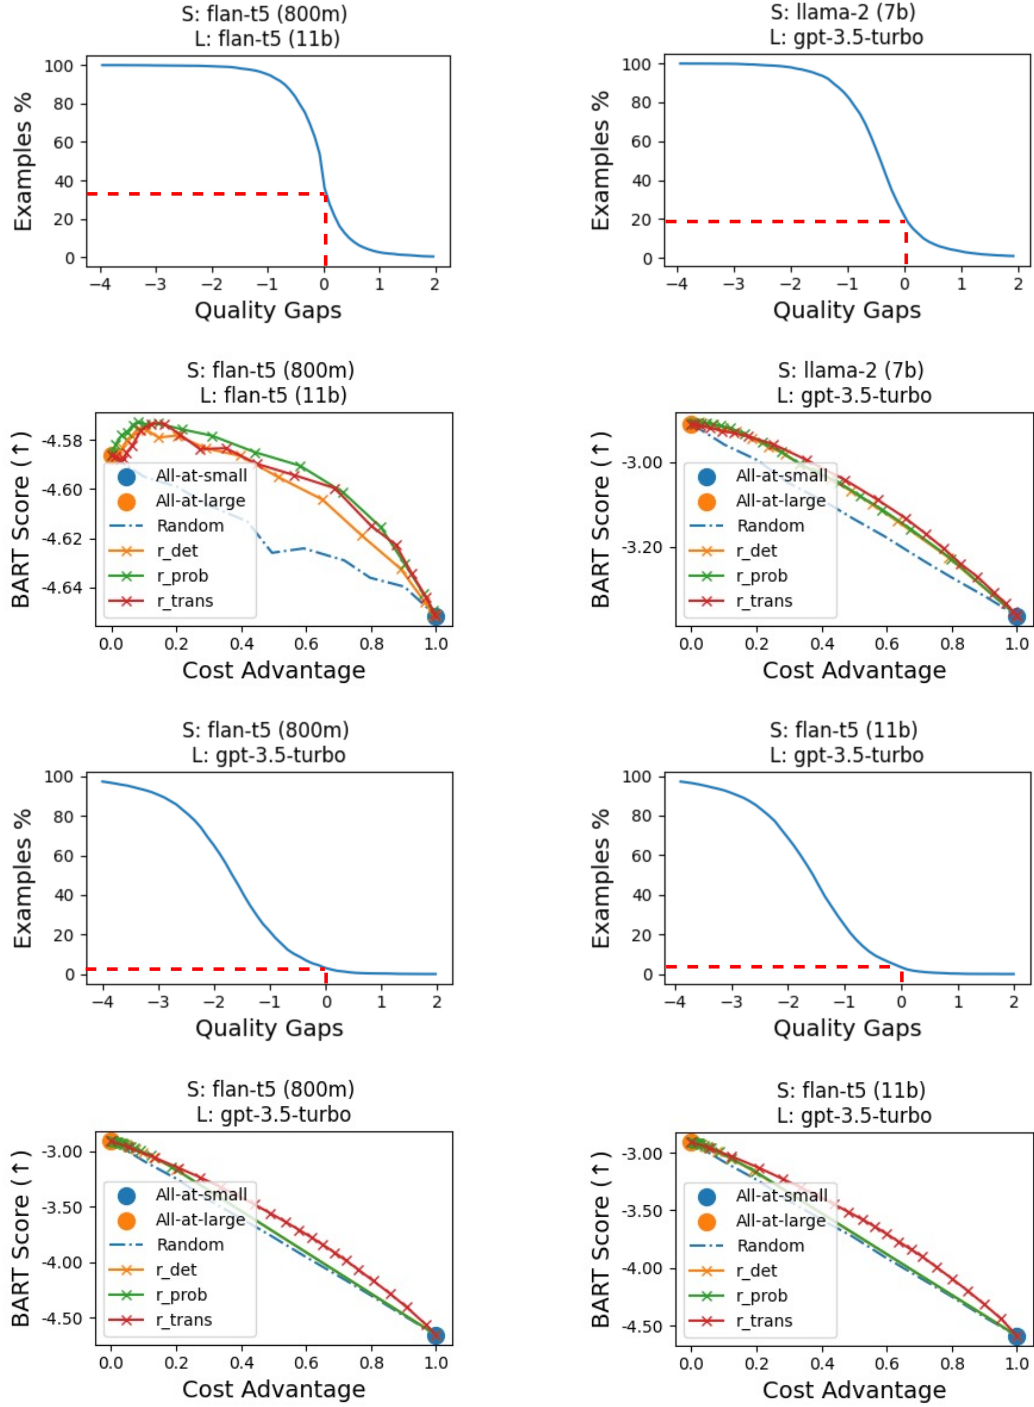 S: flan-t5 (800m)
L: flan-t5 (11b)
Examples %
100
80
60
40
20
0
−4 −3 −2 −1 0 1 2
Quality Gaps
S: llama-2 (7b)
L: gpt-3.5-turbo
Examples %
100
80
60
40
20
0
−4 −3 −2 −1 0 1 2
Quality Gaps
S: flan-t5 (800m)
L: flan-t5 (11b)
BART Score (↑)
-4.58
-4.60
-4.62
-4.64
All-at-small
All-at-large
Random
r_det
r_prob
r_trans
0.0 0.2 0.4 0.6 0.8 1.0
Cost Advantage
S: llama-2 (7b)
L: gpt-3.5-turbo
BART Score (↑)
-3.00
-3.20
All-at-small
All-at-large
Random
r_det
r_prob
r_trans
0.0 0.2 0.4 0.6 0.8 1.0
Cost Advantage
S: flan-t5 (800m)
L: gpt-3.5-turbo
Examples %
100
80
60
40
20
0
−4 −3 −2 −1 0 1 2
Quality Gaps
S: flan-t5 (11b)
L: gpt-3.5-turbo
Examples %
100
80
60
40
20
0
−4 −3 −2 −1 0 1 2
Quality Gaps
S: flan-t5 (800m)
L: gpt-3.5-turbo
BART Score (↑)
-3.00
-3.50
-4.00
-4.50
All-at-small
All-at-large
Random
r_det
r_prob
r_trans
0.0 0.2 0.4 0.6 0.8 1.0
Cost Advantage
S: flan-t5 (11b)
L: gpt-3.5-turbo
BART Score (↑)
-3.00
-3.50
-4.00
-4.50
All-at-small
All-at-large
Random
r_det
r_prob
r_trans
0.0 0.2 0.4 0.6 0.8 1.0
Cost Advantage